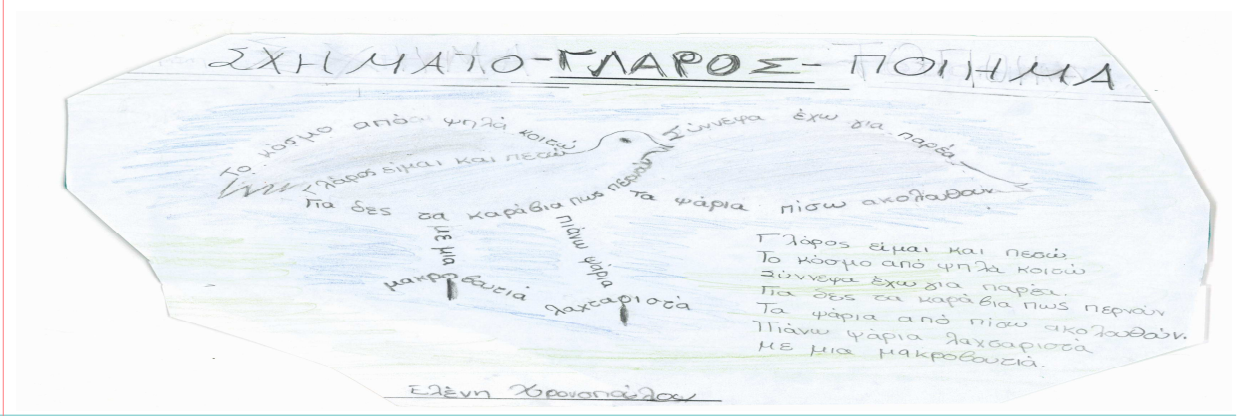 ΣΧΗΜΑΤΟ-ΓΛΑΡΟΣ-ΠΟΙΗΜΑ
Το κόσμο από ψηλά κοιτώ
Γλάρος είμαι και πετώ
Σύννεφα έχω για παρέα
Για δες τα καράβια πως περνούν
Τα ψάρια πίσω ακολουθούν
με μια
μακροβουτιά
πιάνω ψάρια
λαχταριστά
Γλάρος είμαι και πετώ
Το κόσμο από ψηλά κοιτώ
Σύννεφα έχω για παρέα.
Για δες τα καράβια πως περνούν
Τα ψάρια από πίσω ακολουθούν.
Πιάνω ψάρια λαχταριστά
με μια μακροβουτιά.
Ελένη Χρονοπούλου